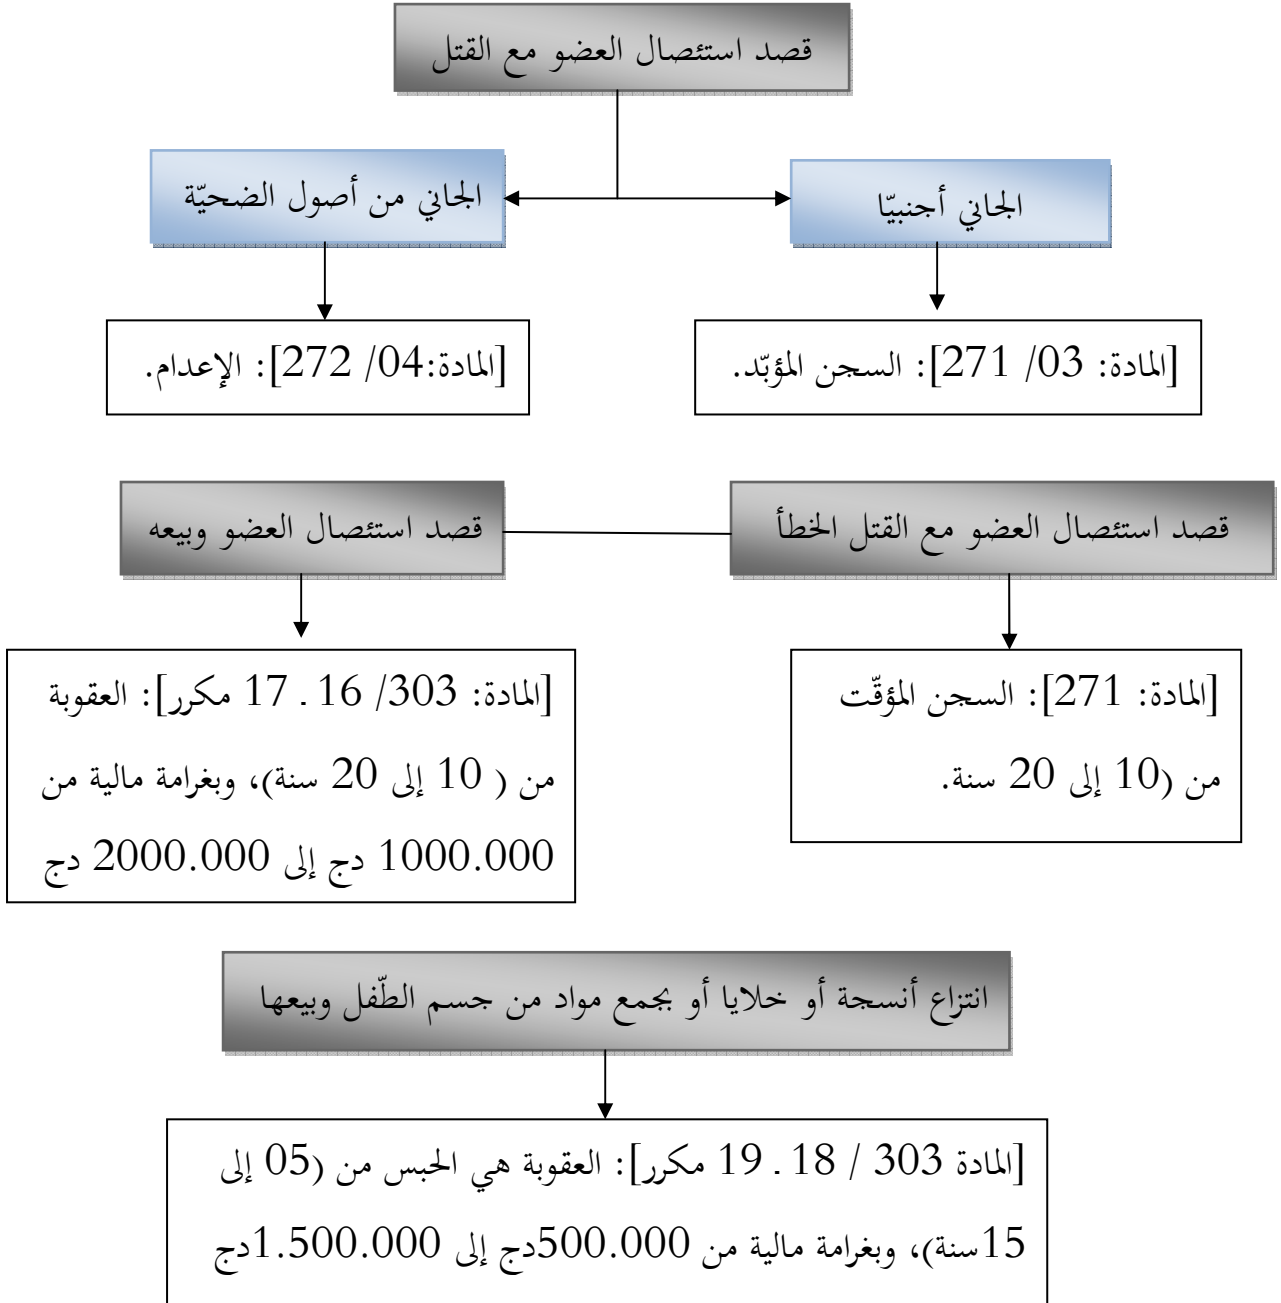 قصد استئصال العضو مع القتل
الجاني أجنبيّا
الجاني من أصول الضحيّة
[المادة: 03/ 271]: السجن المؤبّد.
[المادة:04/ 272]: الإعدام.
قصد استئصال العضو مع القتل الخطأ
قصد استئصال العضو وبيعه
[المادة: 271]: السجن المؤقّت
من (10 إلى 20 سنة.
[المادة: 303/ 16 . 17 مكرر]: العقوبة
من ( 10 إلى 20 سنة)، وبغرامة مالية من
1000.000 دج إلى 2000.000 دج
انتزاع أنسجة أو خلايا أو بجمع مواد من جسم الطّفل وبيعها
[المادة 303 / 18 . 19 مكرر]: العقوبة هي الحبس من (05 إلى
15سنة)، وبغرامة مالية من 500.000دج إلى 1.500.000دج